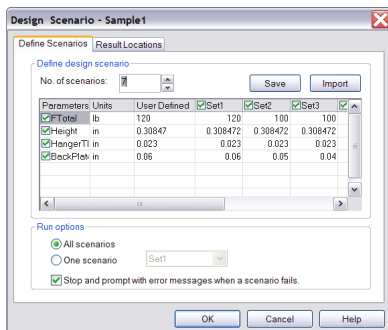 Design Scenario - Sample1
Define Scenarios Result Locations
Define design scenario
No. of scenarios: 7 Save Import
Parameters Units User Defined Set1 Set2 Set3
FTotal lb 120 120 100 100
Height in 0.30847 0.308472 0.308472 0.308472
HangerTl in 0.023 0.023 0.023 0.023
BackPlat in 0.06 0.06 0.05 0.04
Run options
All scenarios
One scenario Set1
Stop and prompt with error messages when a scenario fails.
OK Cancel Help